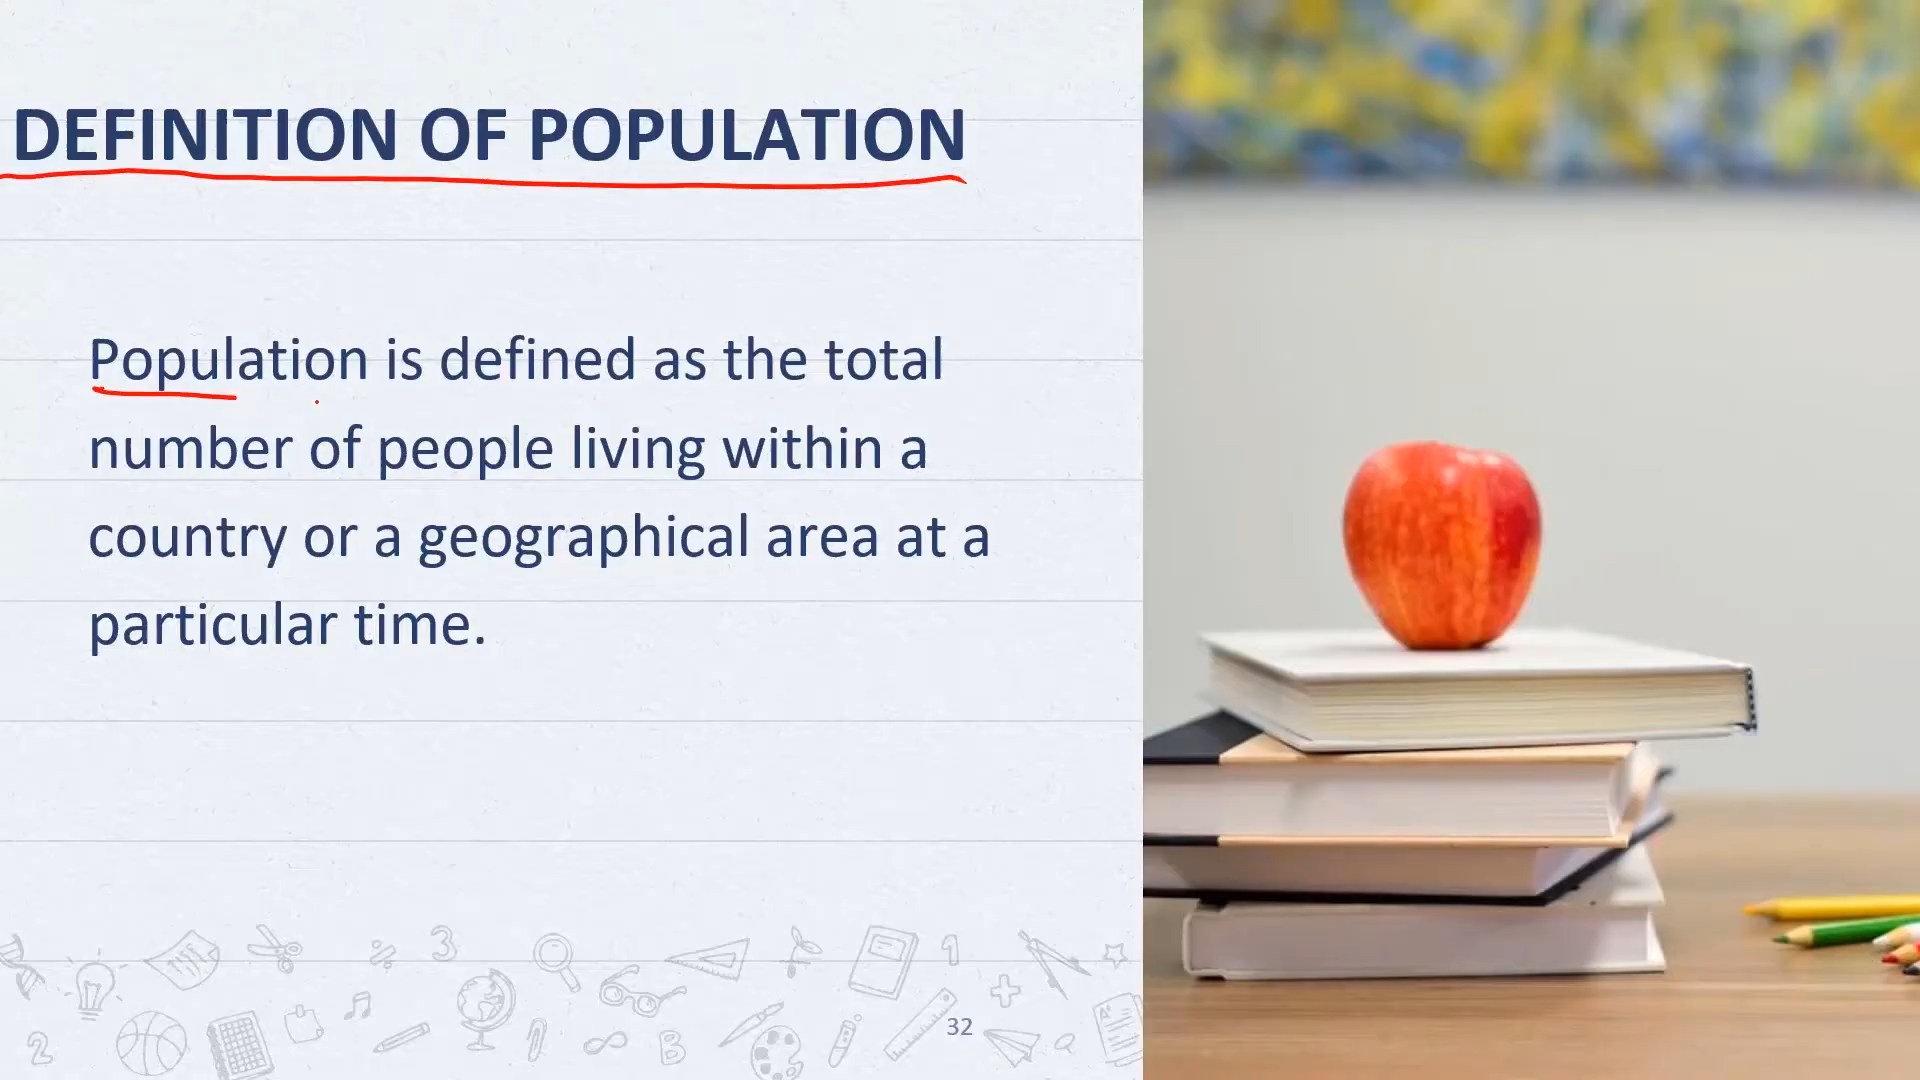 DEFINITION OF POPULATION
Population is defined as the total
number of people living within a
country or a geographical area at a
particular time.
32